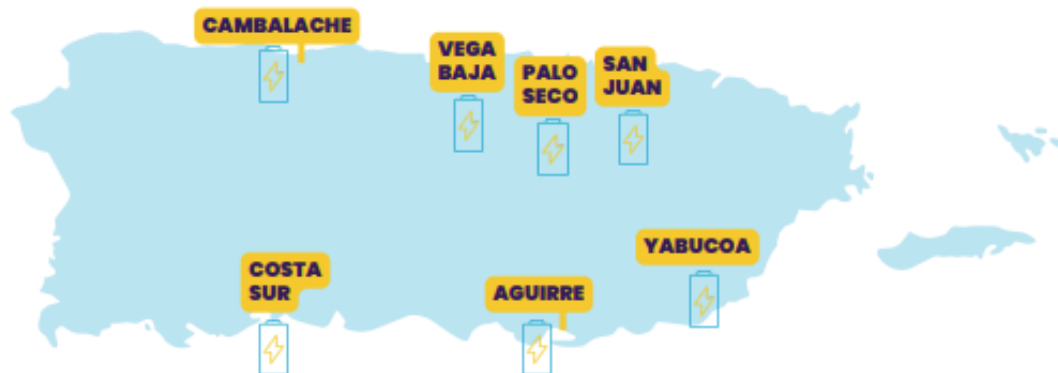 CAMBALACHE
VEGA
BAJA
PALO
SECO
SAN
JUAN
YABUCOA
COSTA
SUR
AGUIRRE